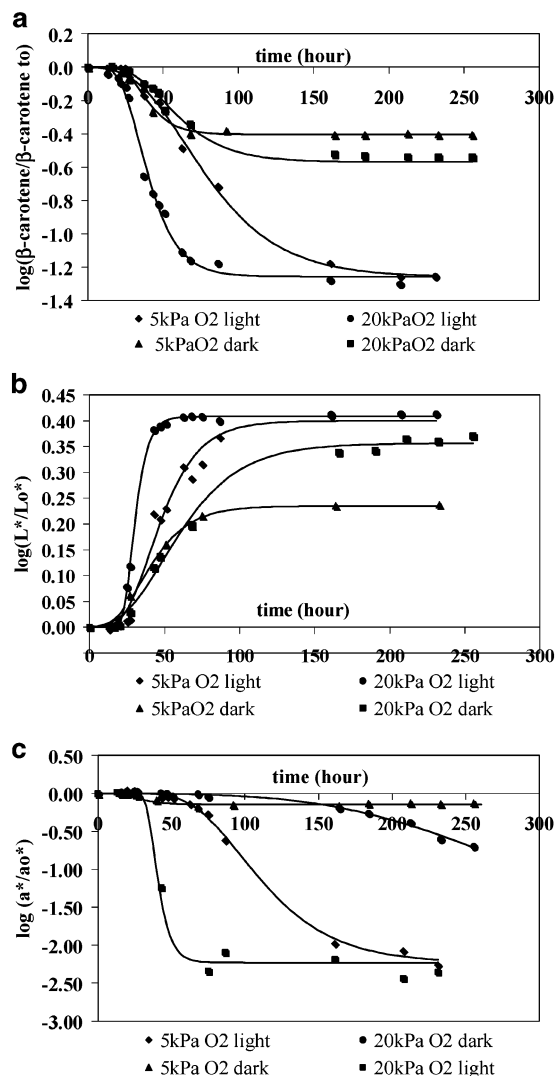 a
0.2
time (hour)
0.0
0 50 100 150 200 250 300
-0.2
-0.4
-0.6
-0.8
-1.0
-1.2
-1.4
log(β-carotene/β-carotene to)
5kPa O2 light 20kPaO2 light
5kPaO2 dark 20kPaO2 dark
b
0.45
0.40
0.35
0.30
0.25
0.20
0.15
0.10
0.05
0.00
log(L*/Lo*)
time (hour)
0 50 100 150 200 250 300
5kPa O2 light 20kPa O2 light
5kPaO2 dark 20kPa O2 dark
c
0.50
time (hour)
0.00
0 50 100 150 200 250 300
-0.50
-1.00
-1.50
-2.00
-2.50
-3.00
log (a*/ao*)
5kPa O2 light 20kPa O2 dark
5kPa O2 dark 20kPa O2 light